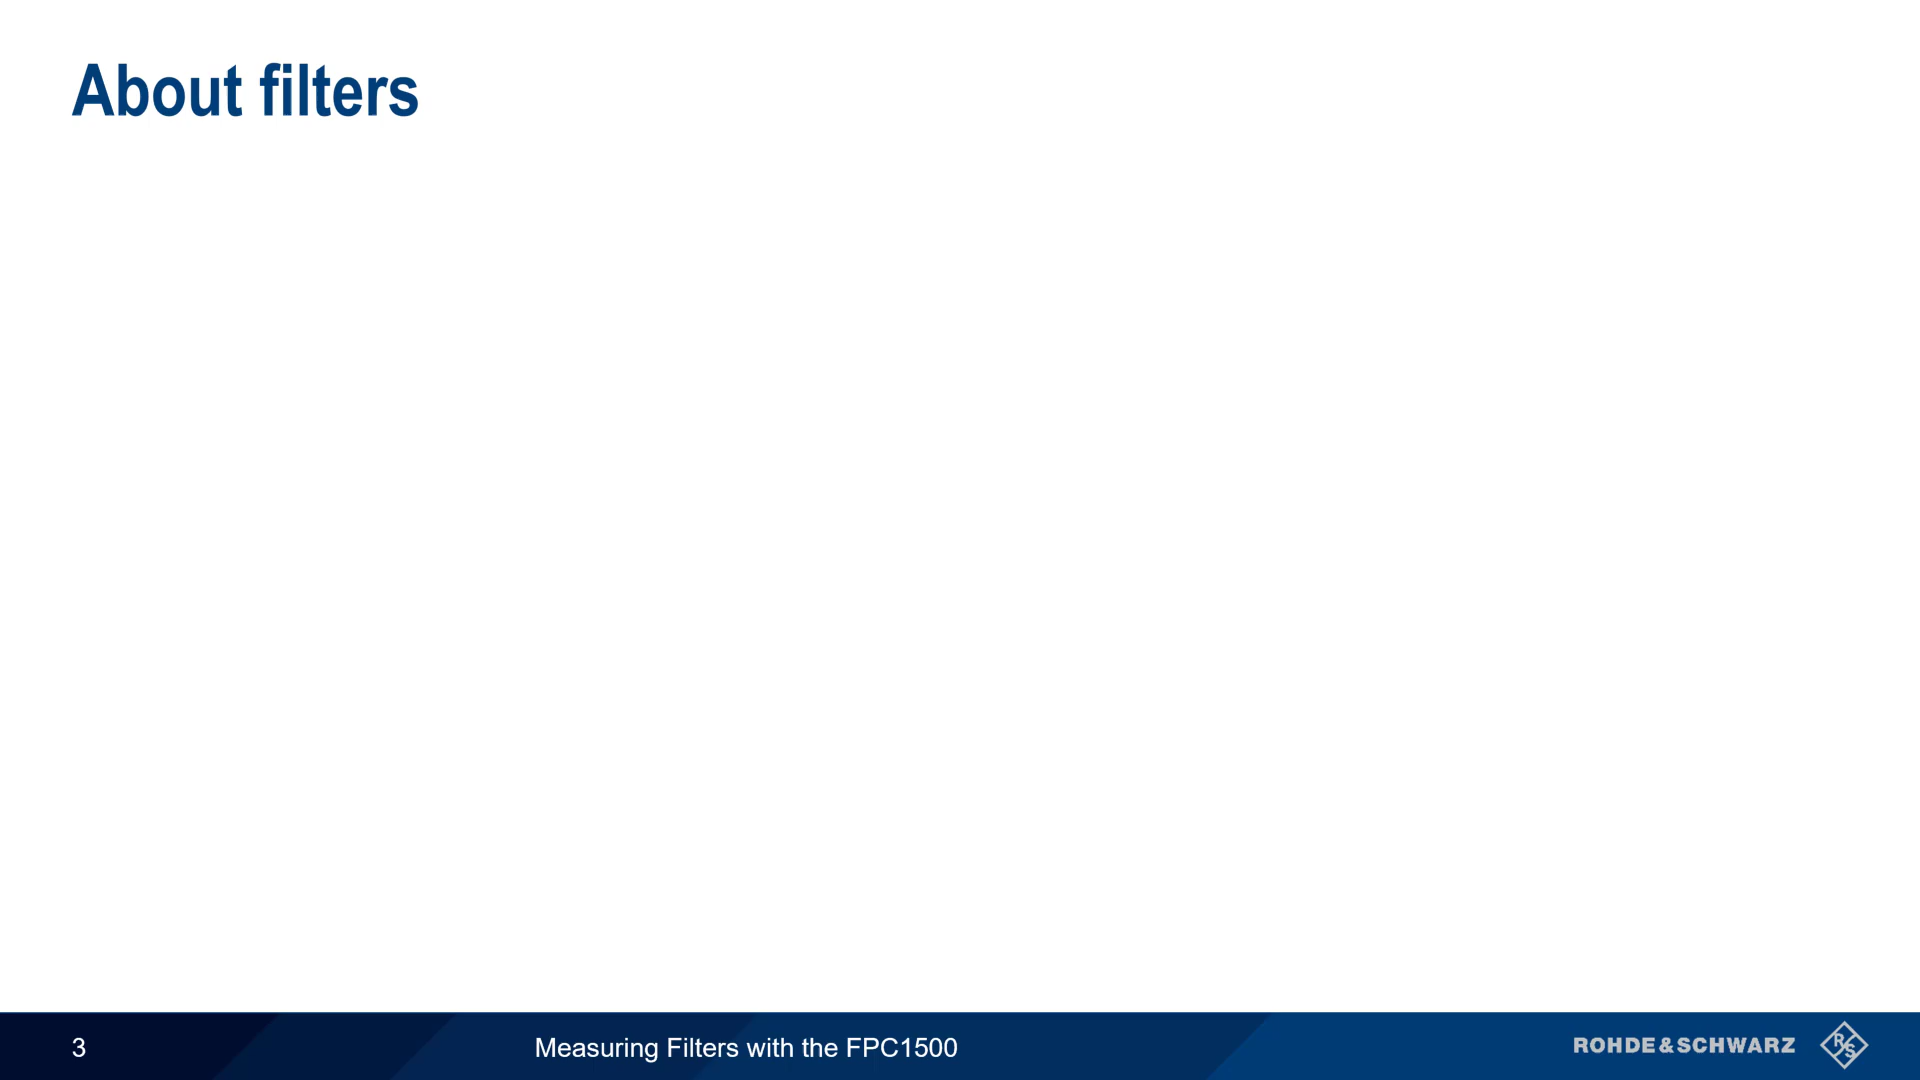 About filters
3
Measuring Filters with the FPC1500
ROHDE&SCHWARZ
R&S